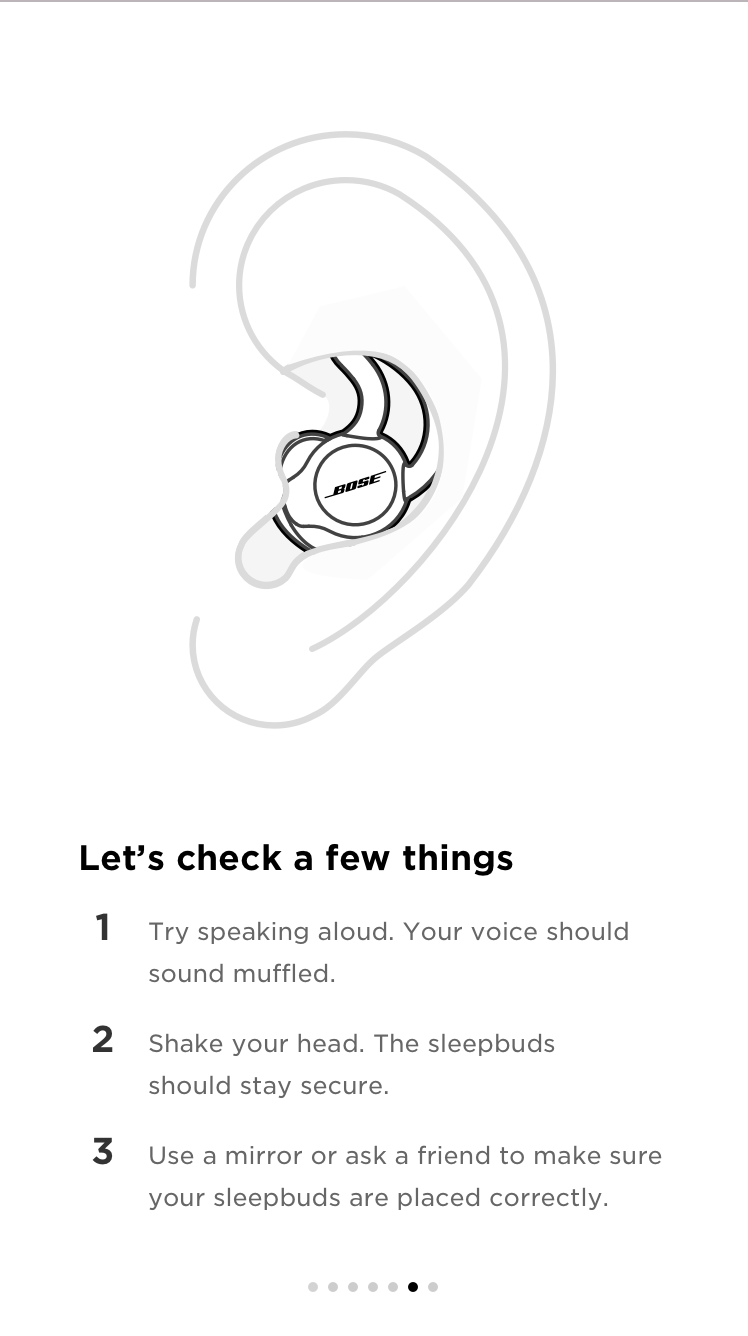 BOSE
Let’s check a few things
1 Try speaking aloud. Your voice should
sound muffled.
2 Shake your head. The sleepbuds
should stay secure.
3 Use a mirror or ask a friend to make sure
your sleepbuds are placed correctly.